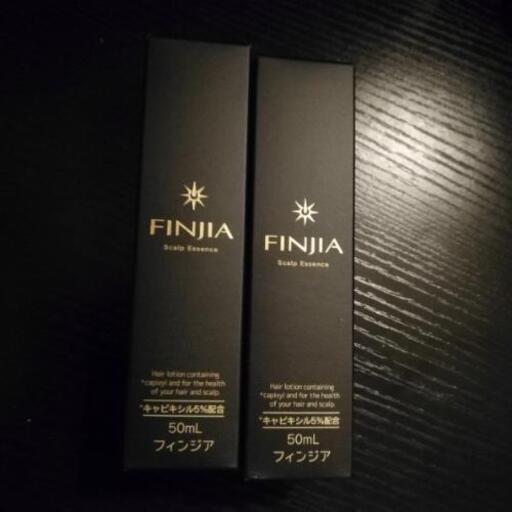 FINJIA
Scalp Essence
Hair lotion containing
*capixyl and for the health
of your hair and scalp.
*キャピキシル5%配合
50mL
フィンジア
FINJIA
Scalp Essence
Hair lotion containing
*capixyl and for the health
of your hair and scalp.
*キャピキシル5%配合
50mL
フィンジア